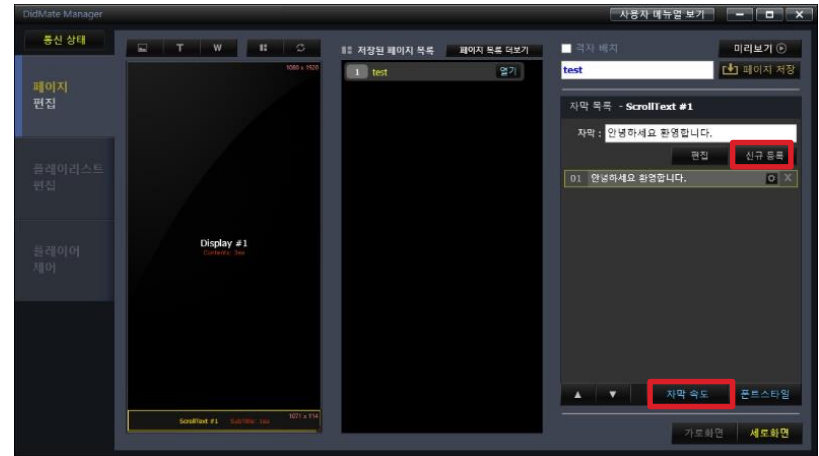 DidMate Manager
사용자 메뉴얼 보기
통신 상태
T W
저장된 페이지 목록
페이지 목록 더보기
격자 배치
미리보기
1080 x 1920
1 test
열기
test
페이지 저장
페이지
편집
자막 목록 - ScrollText #1
자막 : 안녕하세요 환영합니다.
편집
신규 등록
플레이리스트
편집
01 안녕하세요 환영합니다.
X
Display #1
플레이어
제어
자막 속도
폰트스타일
ScrollText #1
가로화면
세로화면